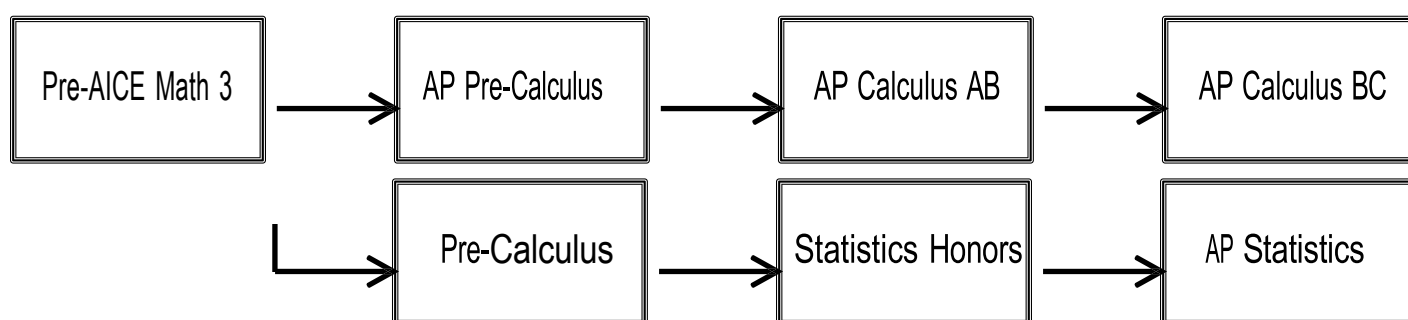 Pre-AICE Math 3
AP Pre-Calculus
AP Calculus AB
AP Calculus BC
Pre-Calculus
Statistics Honors
AP Statistics